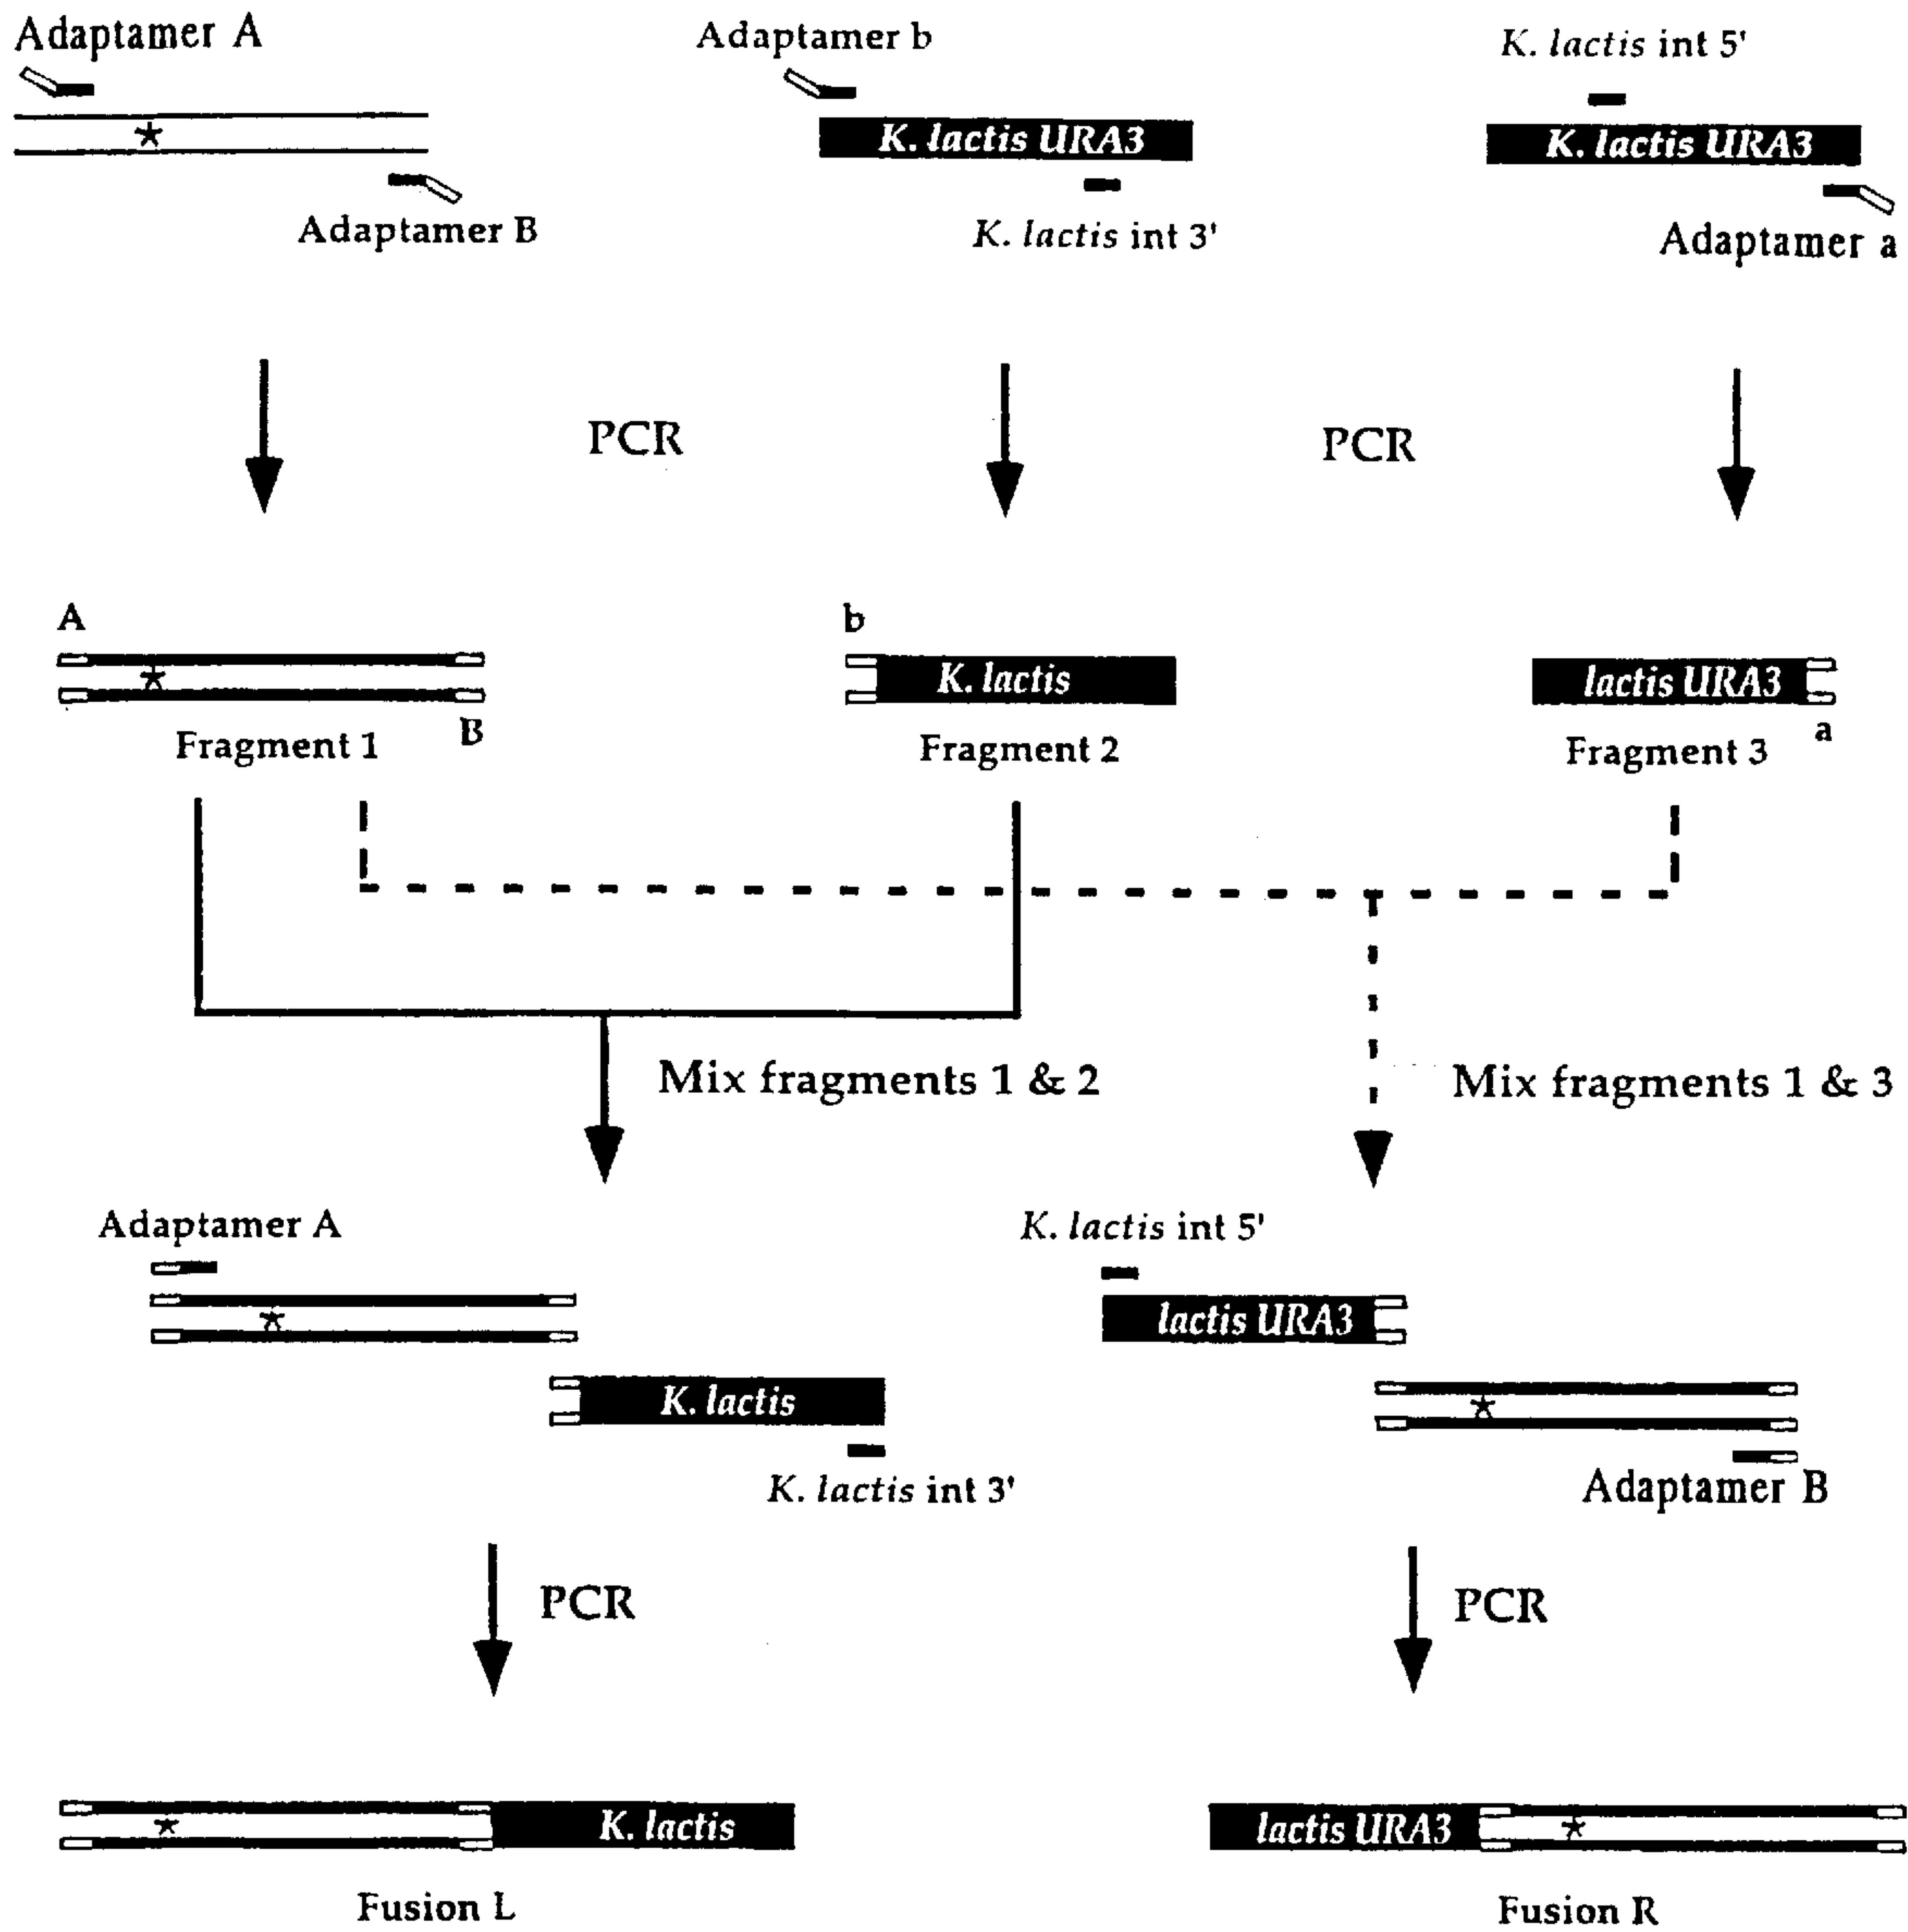 Adaptamer A
Adaptamer b
K. lactis int 5'
K. lactis URA3
K. lactis URA3
Adaptamer B
K. lactis int 3'
Adaptamer a
PCR
PCR
A
b
K. lactis
lactis URA3
B
a
Fragment 1
Fragment 2
Fragment 3
Mix fragments 1 & 2
Mix fragments 1 & 3
Adaptamer A
K. lactis int 5'
lactis URA3
K. lactis
K. lactis int 3'
Adaptamer B
PCR
PCR
K. lactis
lactis URA3
Fusion L
Fusion R